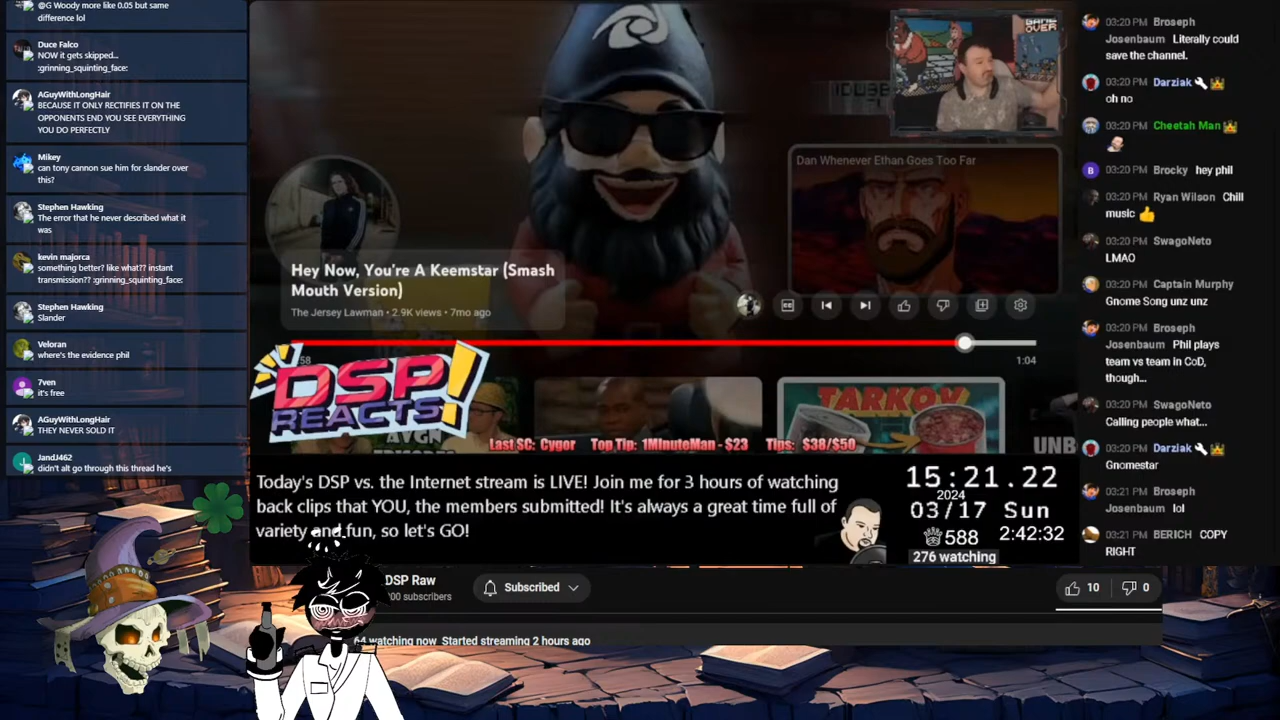 @G Woody more like 0.05 but same
difference lol
Duce Falco
NOW it gets skipped...
:grinning_squinting_face:
AGuyWithLongHair
BECAUSE IT ONLY RECTIFIES IT ON THE
OPPONENTS END YOU SEE EVERYTHING
YOU DO PERFECTLY
Mikey
can tony cannon sue him for slander over
this?
Stephen Hawking
The error that he never described what it
was
kevin majorca
something better? like what?? instant
transmission?? :grinning_squinting_face:
Stephen Hawking
Slander
Veloran
where's the evidence phil
7ven
it's free
AGuyWithLongHair
THEY NEVER SOLD IT
JandJ462
didn't alt go through this thread he's
GAME
OVER
Dan Whenever Ethan Goes Too Far
Hey Now, You're A Keemstar (Smash
Mouth Version)
The Jersey Lawman • 2.9K views • 7mo ago
58
1:04
DSP
REACTS!
AVGN
TARKOV
UNB
Last SC: Cygor Top Tip: 1MinuteMan - $23 Tips: $38/$50
Today's DSP vs. the Internet stream is LIVE! Join me for 3 hours of watching
back clips that YOU, the members submitted! It's always a great time full of
variety and fun, so let's GO!
15:21.22
2024
03/17 Sun
588
2:42:32
276 watching
DSP Raw
00 subscribers
Subscribed
10
0
64 watching now Started streaming 2 hours ago
03:20 PM Broseph
Josenbaum Literally could
save the channel.
03:20 PM Darziak
oh no
03:20 PM Cheetah Man
03:20 PM Brocky hey phil
03:20 PM Ryan Wilson Chill
music
03:20 PM SwagoNeto
LMAO
03:20 PM Captain Murphy
Gnome Song unz unz
03:20 PM Broseph
Josenbaum Phil plays
team vs team in CoD,
though...
03:20 PM SwagoNeto
Calling people what...
03:20 PM Darziak
Gnomestar
03:21 PM Broseph
Josenbaum lol
03:21 PM BERICH COPY
RIGHT